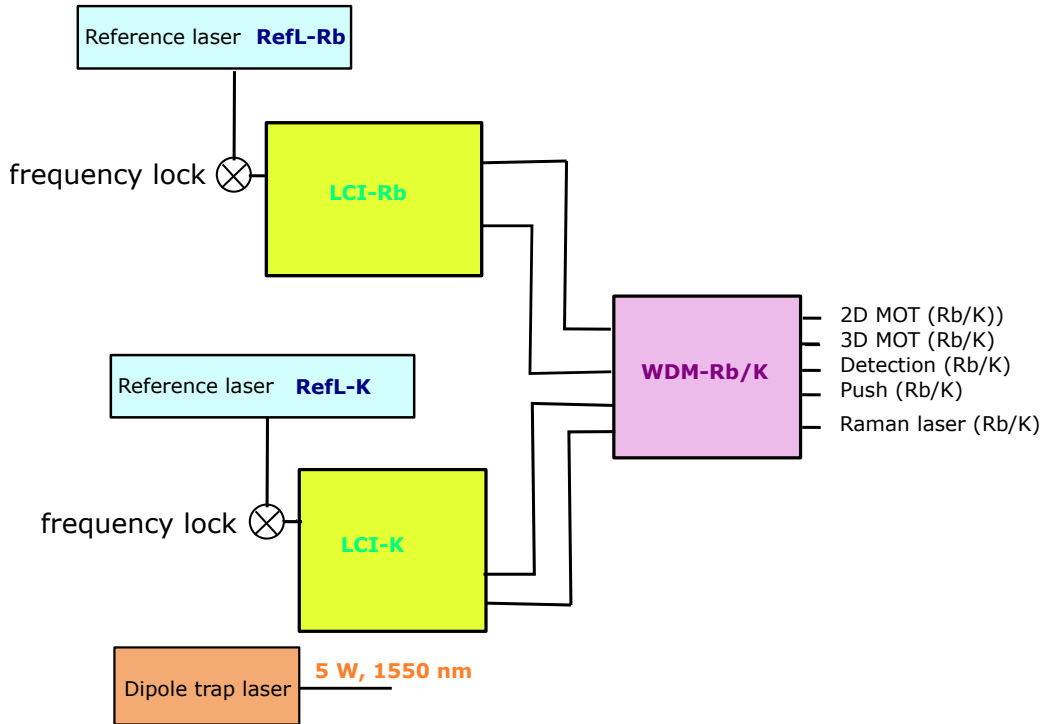 Reference laser RefL-Rb
frequency lock
LCI-Rb
WDM-Rb/K
2D MOT (Rb/K))
3D MOT (Rb/K)
Detection (Rb/K)
Push (Rb/K)
Raman laser (Rb/K)
Reference laser RefL-K
frequency lock
LCI-K
Dipole trap laser
5 W, 1550 nm